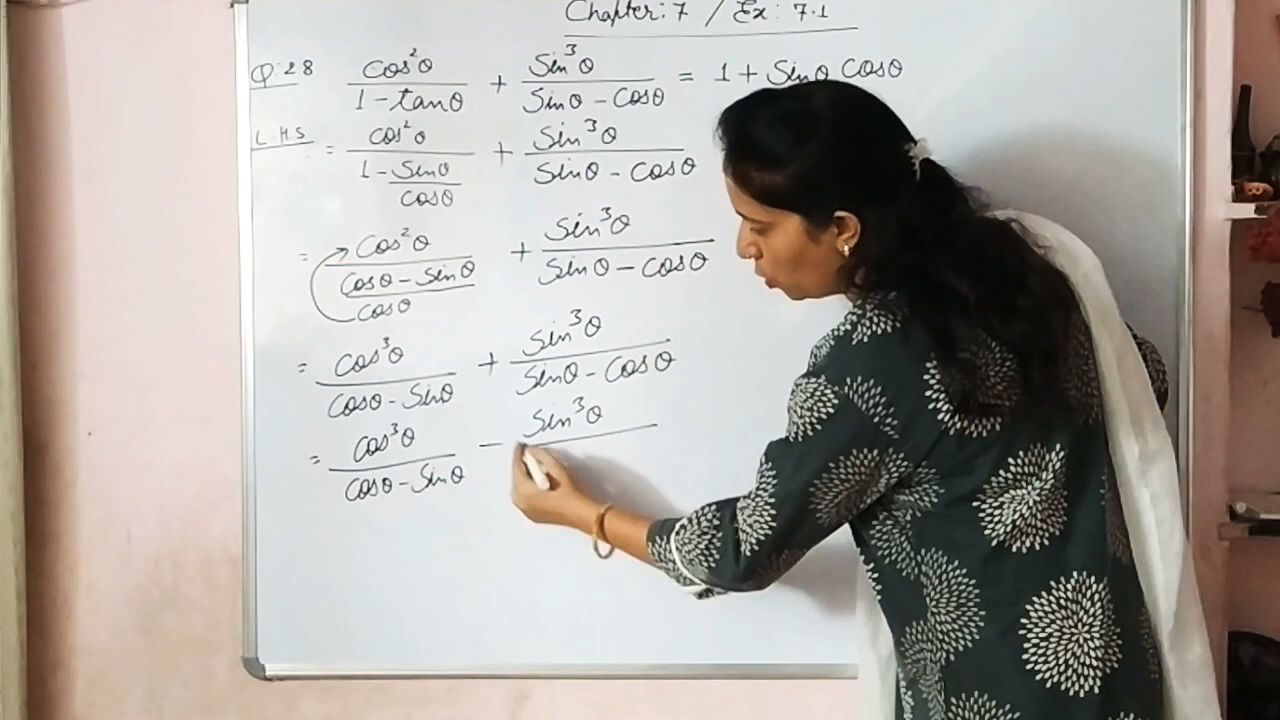 Chapter: 7 / Ex: 7.1
Q. 28 cos²θ / (1 - tanθ) + Sin³θ / (Sinθ - Cosθ) = 1 + Sinθ Cosθ
L.H.S = cos²θ / (1 - Sinθ / cosθ) + Sin³θ / (Sinθ - Cosθ)
= Cos²θ / ((cosθ - Sinθ) / cosθ) + Sin³θ / (Sinθ - cosθ)
= Cos³θ / (Cosθ - Sinθ) + Sin³θ / (Sinθ - Cosθ)
= Cos³θ / (Cosθ - Sinθ) - Sin³θ